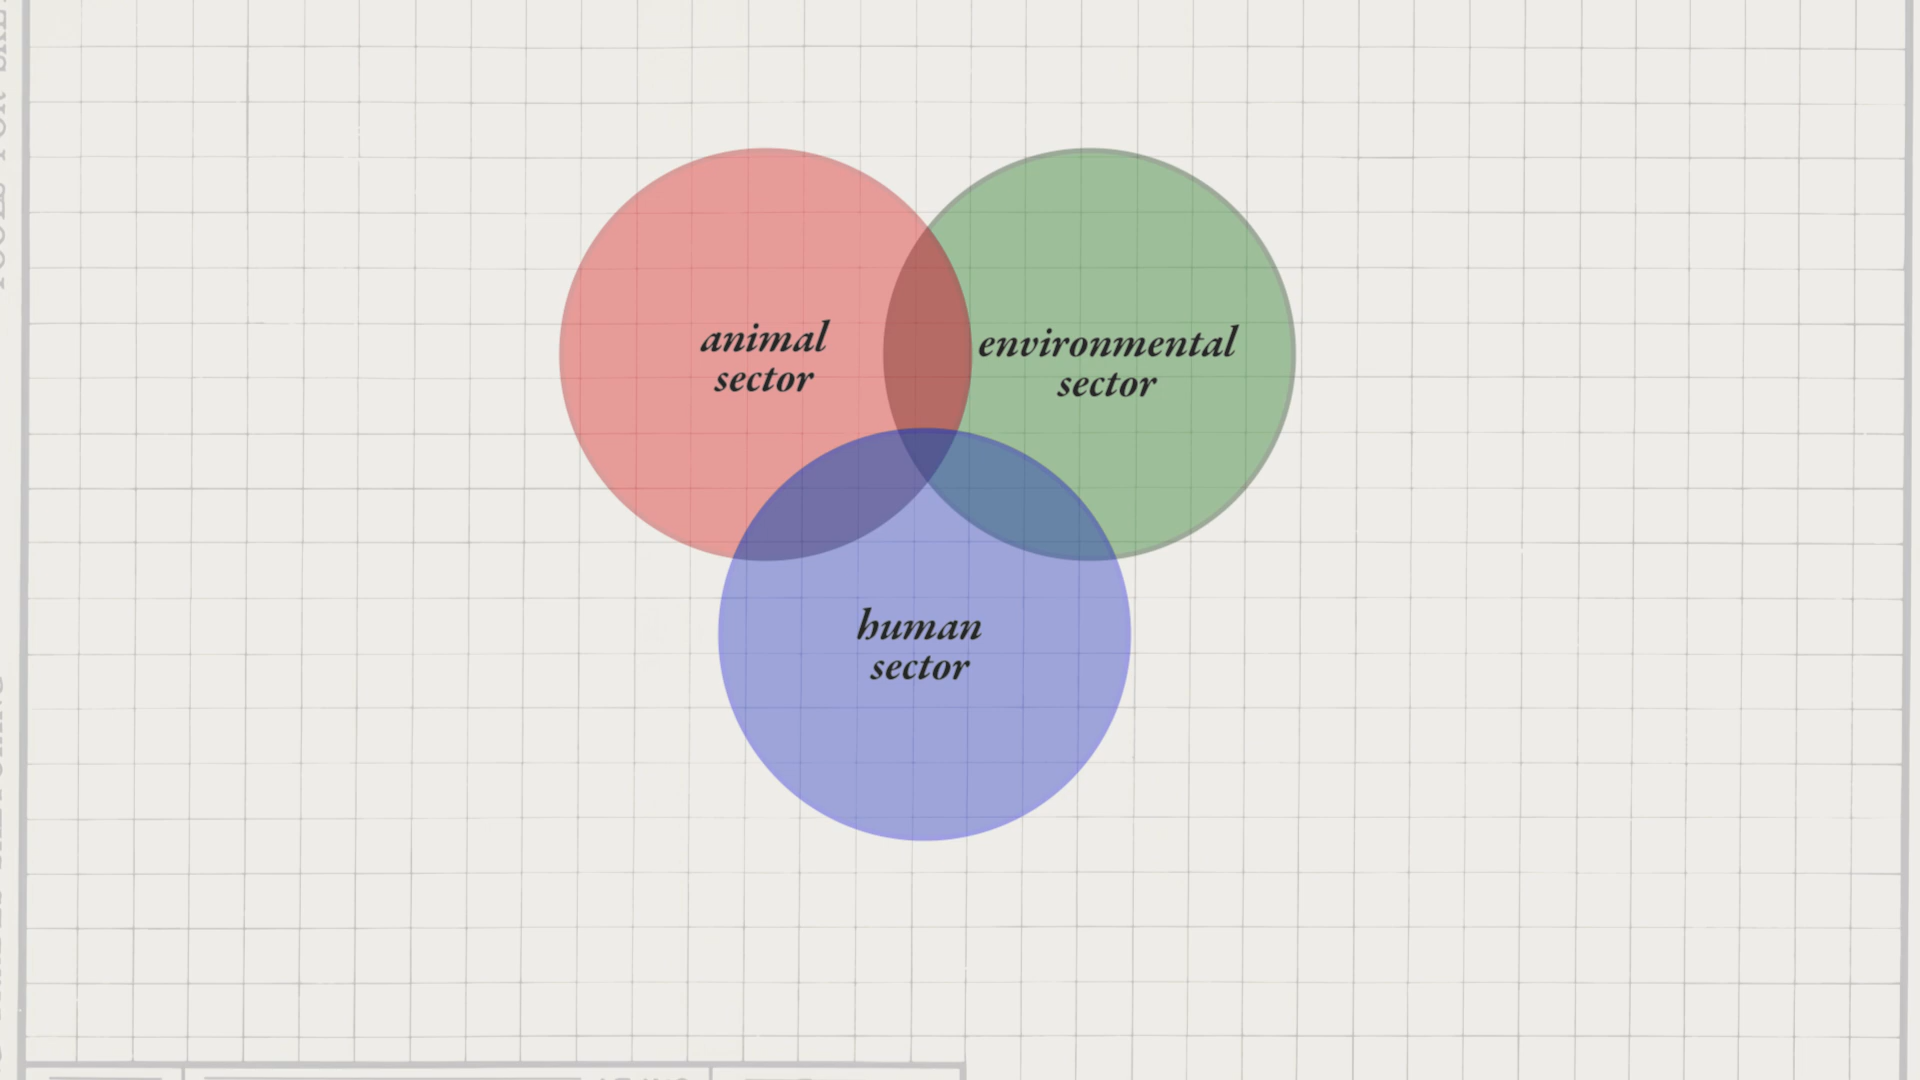 animal
sector
environmental
sector
human
sector